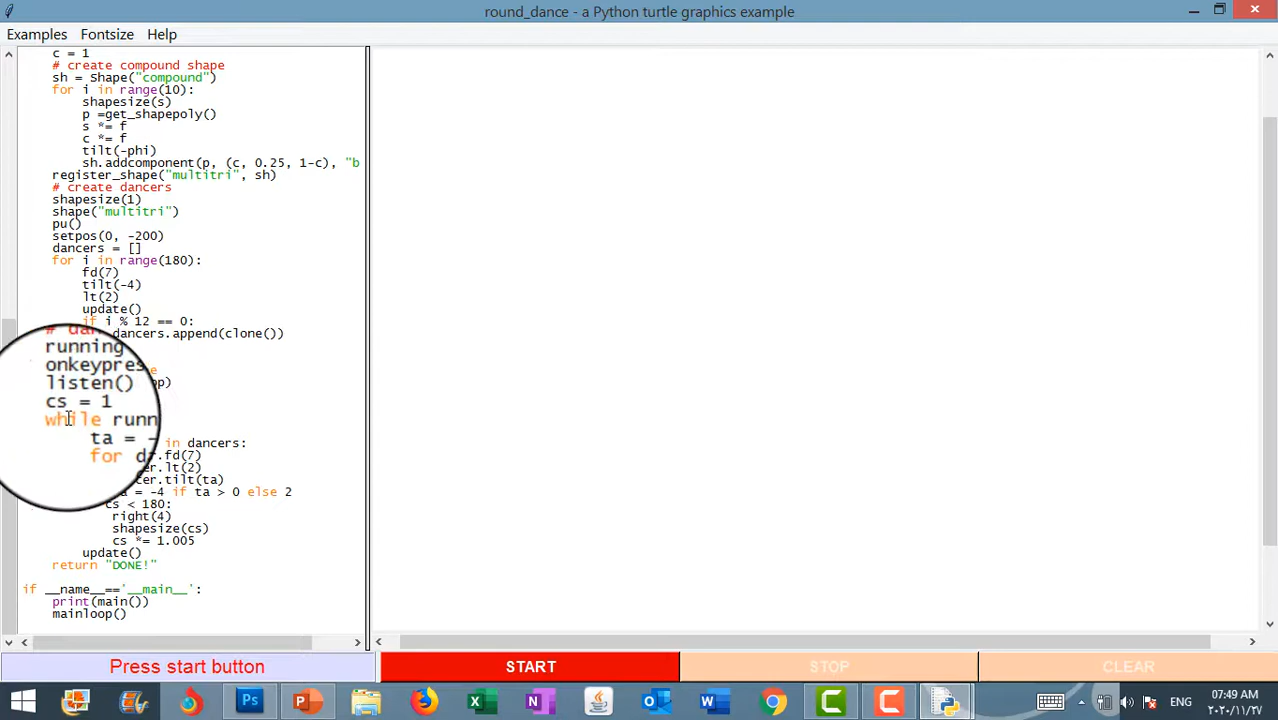 round_dance - a Python turtle graphics example
Examples Fontsize Help
c = 1
# create compound shape
sh = Shape("compound")
for i in range(10):
shapesize(s)
p =get_shapepoly()
s *= f
c *= f
tilt(-phi)
sh.addcomponent(p, (c, 0.25, 1-c), "b
register_shape("multitri", sh)
# create dancers
shapesize(1)
shape("multitri")
pu()
setpos(0, -200)
dancers = []
for i in range(180):
fd(7)
tilt(-4)
lt(2)
update()
if i % 12 == 0:
dancers.append(clone())
running
onkeypres
listen()
cs = 1
while runn
ta = -
for d
in dancers:
.fd(7)
cer.lt(2)
cer.tilt(ta)
= -4 if ta > 0 else 2
cs < 180:
right(4)
shapesize(cs)
cs *= 1.005
update()
return "DONE!"
if __name__=='__main__':
print(main())
mainloop()
Press start button START STOP CLEAR
ENG 07:49 AM
٢٠٢٠/١١/٢٧